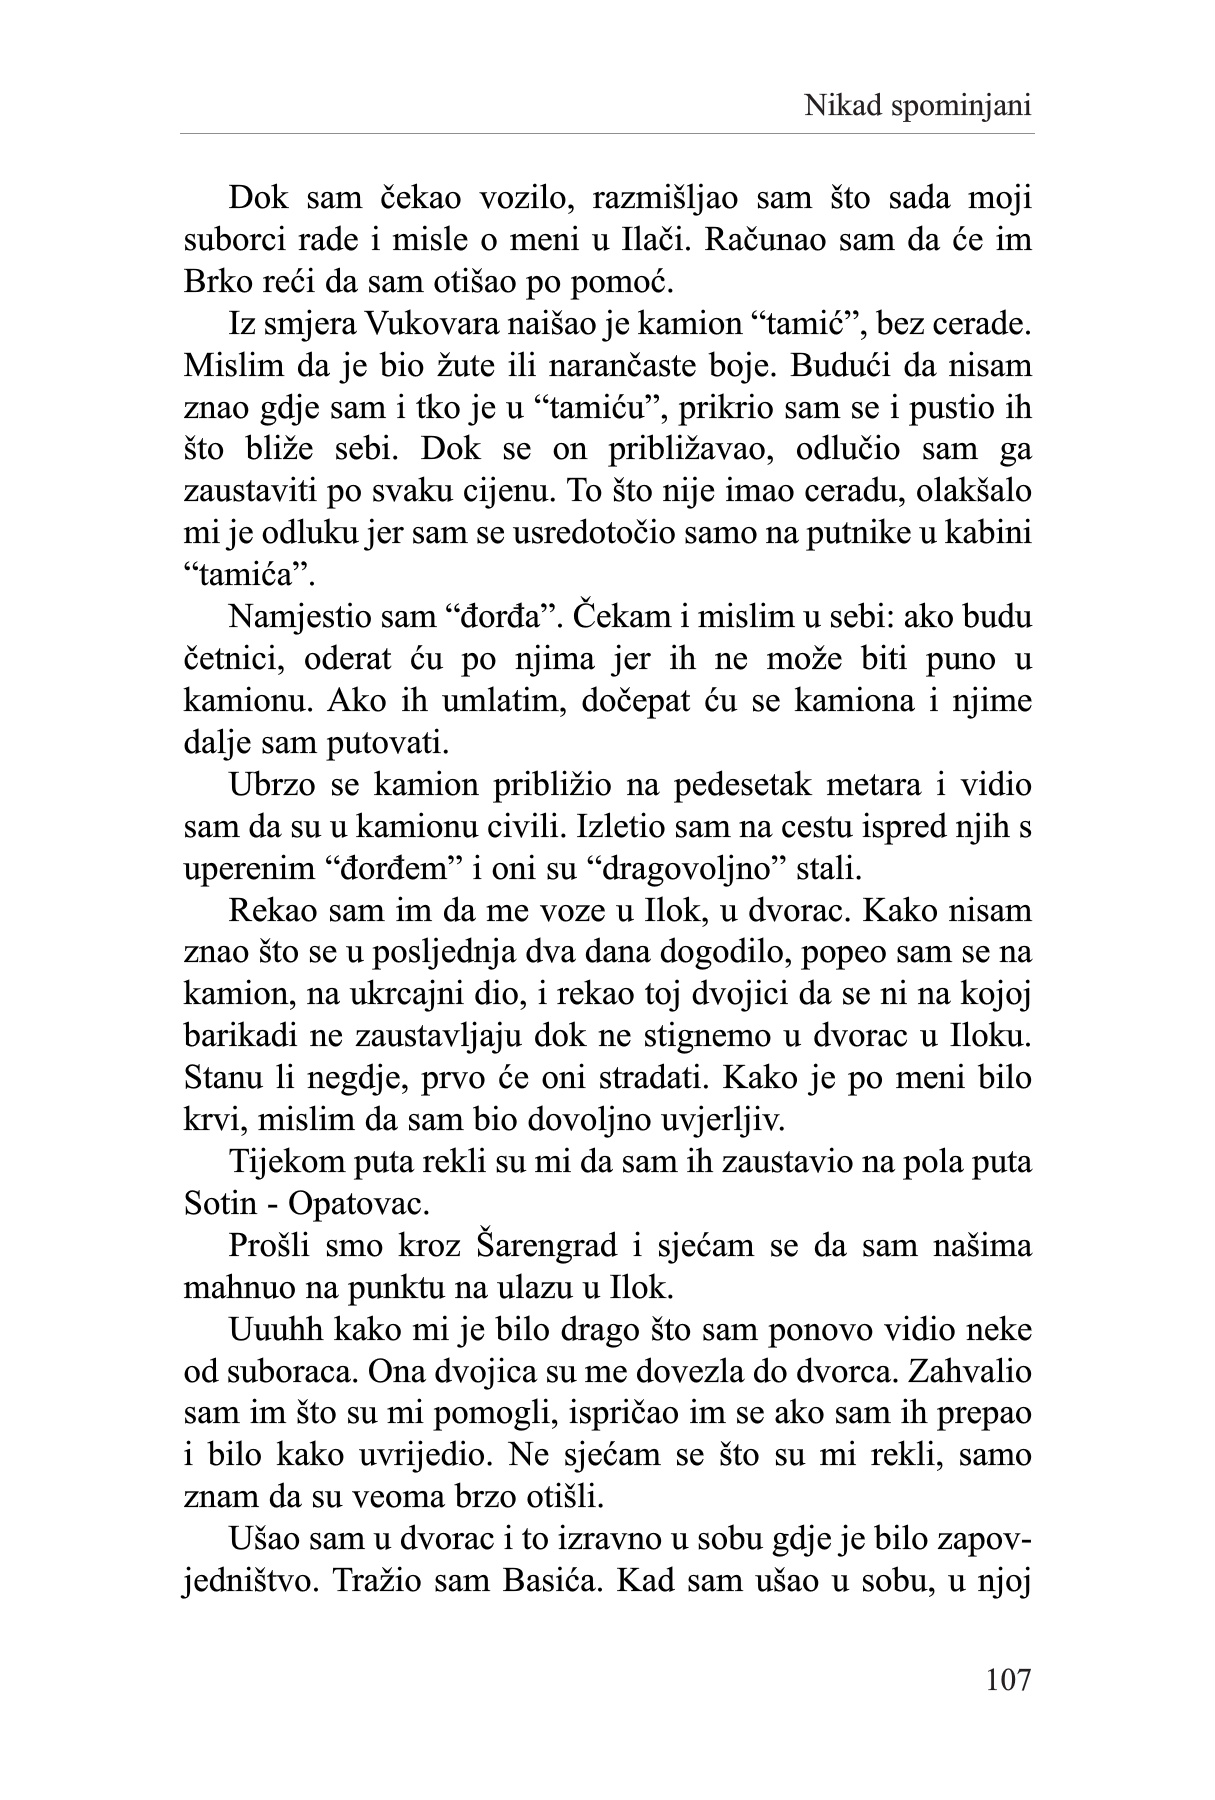 Nikad spominjani
Dok sam čekao vozilo, razmišljao sam što sada moji
suborci rade i misle o meni u Ilači. Računao sam da će im
Brko reći da sam otišao po pomoć.
Iz smjera Vukovara naišao je kamion “tamić”, bez cerade.
Mislim da je bio žute ili narančaste boje. Budući da nisam
znao gdje sam i tko je u “tamiću”, prikrio sam se i pustio ih
što bliže sebi. Dok se on približavao, odlučio sam ga
zaustaviti po svaku cijenu. To što nije imao ceradu, olakšalo
mi je odluku jer sam se usredotočio samo na putnike u kabini
“tamića”.
Namjestio sam “đorđa”. Čekam i mislim u sebi: ako budu
četnici, oderat ću po njima jer ih ne može biti puno u
kamionu. Ako ih umlatim, dočepat ću se kamiona i njime
dalje sam putovati.
Ubrzo se kamion približio na pedesetak metara i vidio
sam da su u kamionu civili. Izletio sam na cestu ispred njih s
uperenim “đorđem” i oni su “dragovoljno” stali.
Rekao sam im da me voze u Ilok, u dvorac. Kako nisam
znao što se u posljednja dva dana dogodilo, popeo sam se na
kamion, na ukrcajni dio, i rekao toj dvojici da se ni na kojoj
barikadi ne zaustavljaju dok ne stignemo u dvorac u Iloku.
Stanu li negdje, prvo će oni stradati. Kako je po meni bilo
krvi, mislim da sam bio dovoljno uvjerljiv.
Tijekom puta rekli su mi da sam ih zaustavio na pola puta
Sotin - Opatovac.
Prošli smo kroz Šarengrad i sjećam se da sam našima
mahnuo na punktu na ulazu u Ilok.
Uuuhh kako mi je bilo drago što sam ponovo vidio neke
od suboraca. Ona dvojica su me dovezla do dvorca. Zahvalio
sam im što su mi pomogli, ispričao im se ako sam ih prepao
i bilo kako uvrijedio. Ne sjećam se što su mi rekli, samo
znam da su veoma brzo otišli.
Ušao sam u dvorac i to izravno u sobu gdje je bilo zapov-
jedništvo. Tražio sam Basića. Kad sam ušao u sobu, u njoj
107